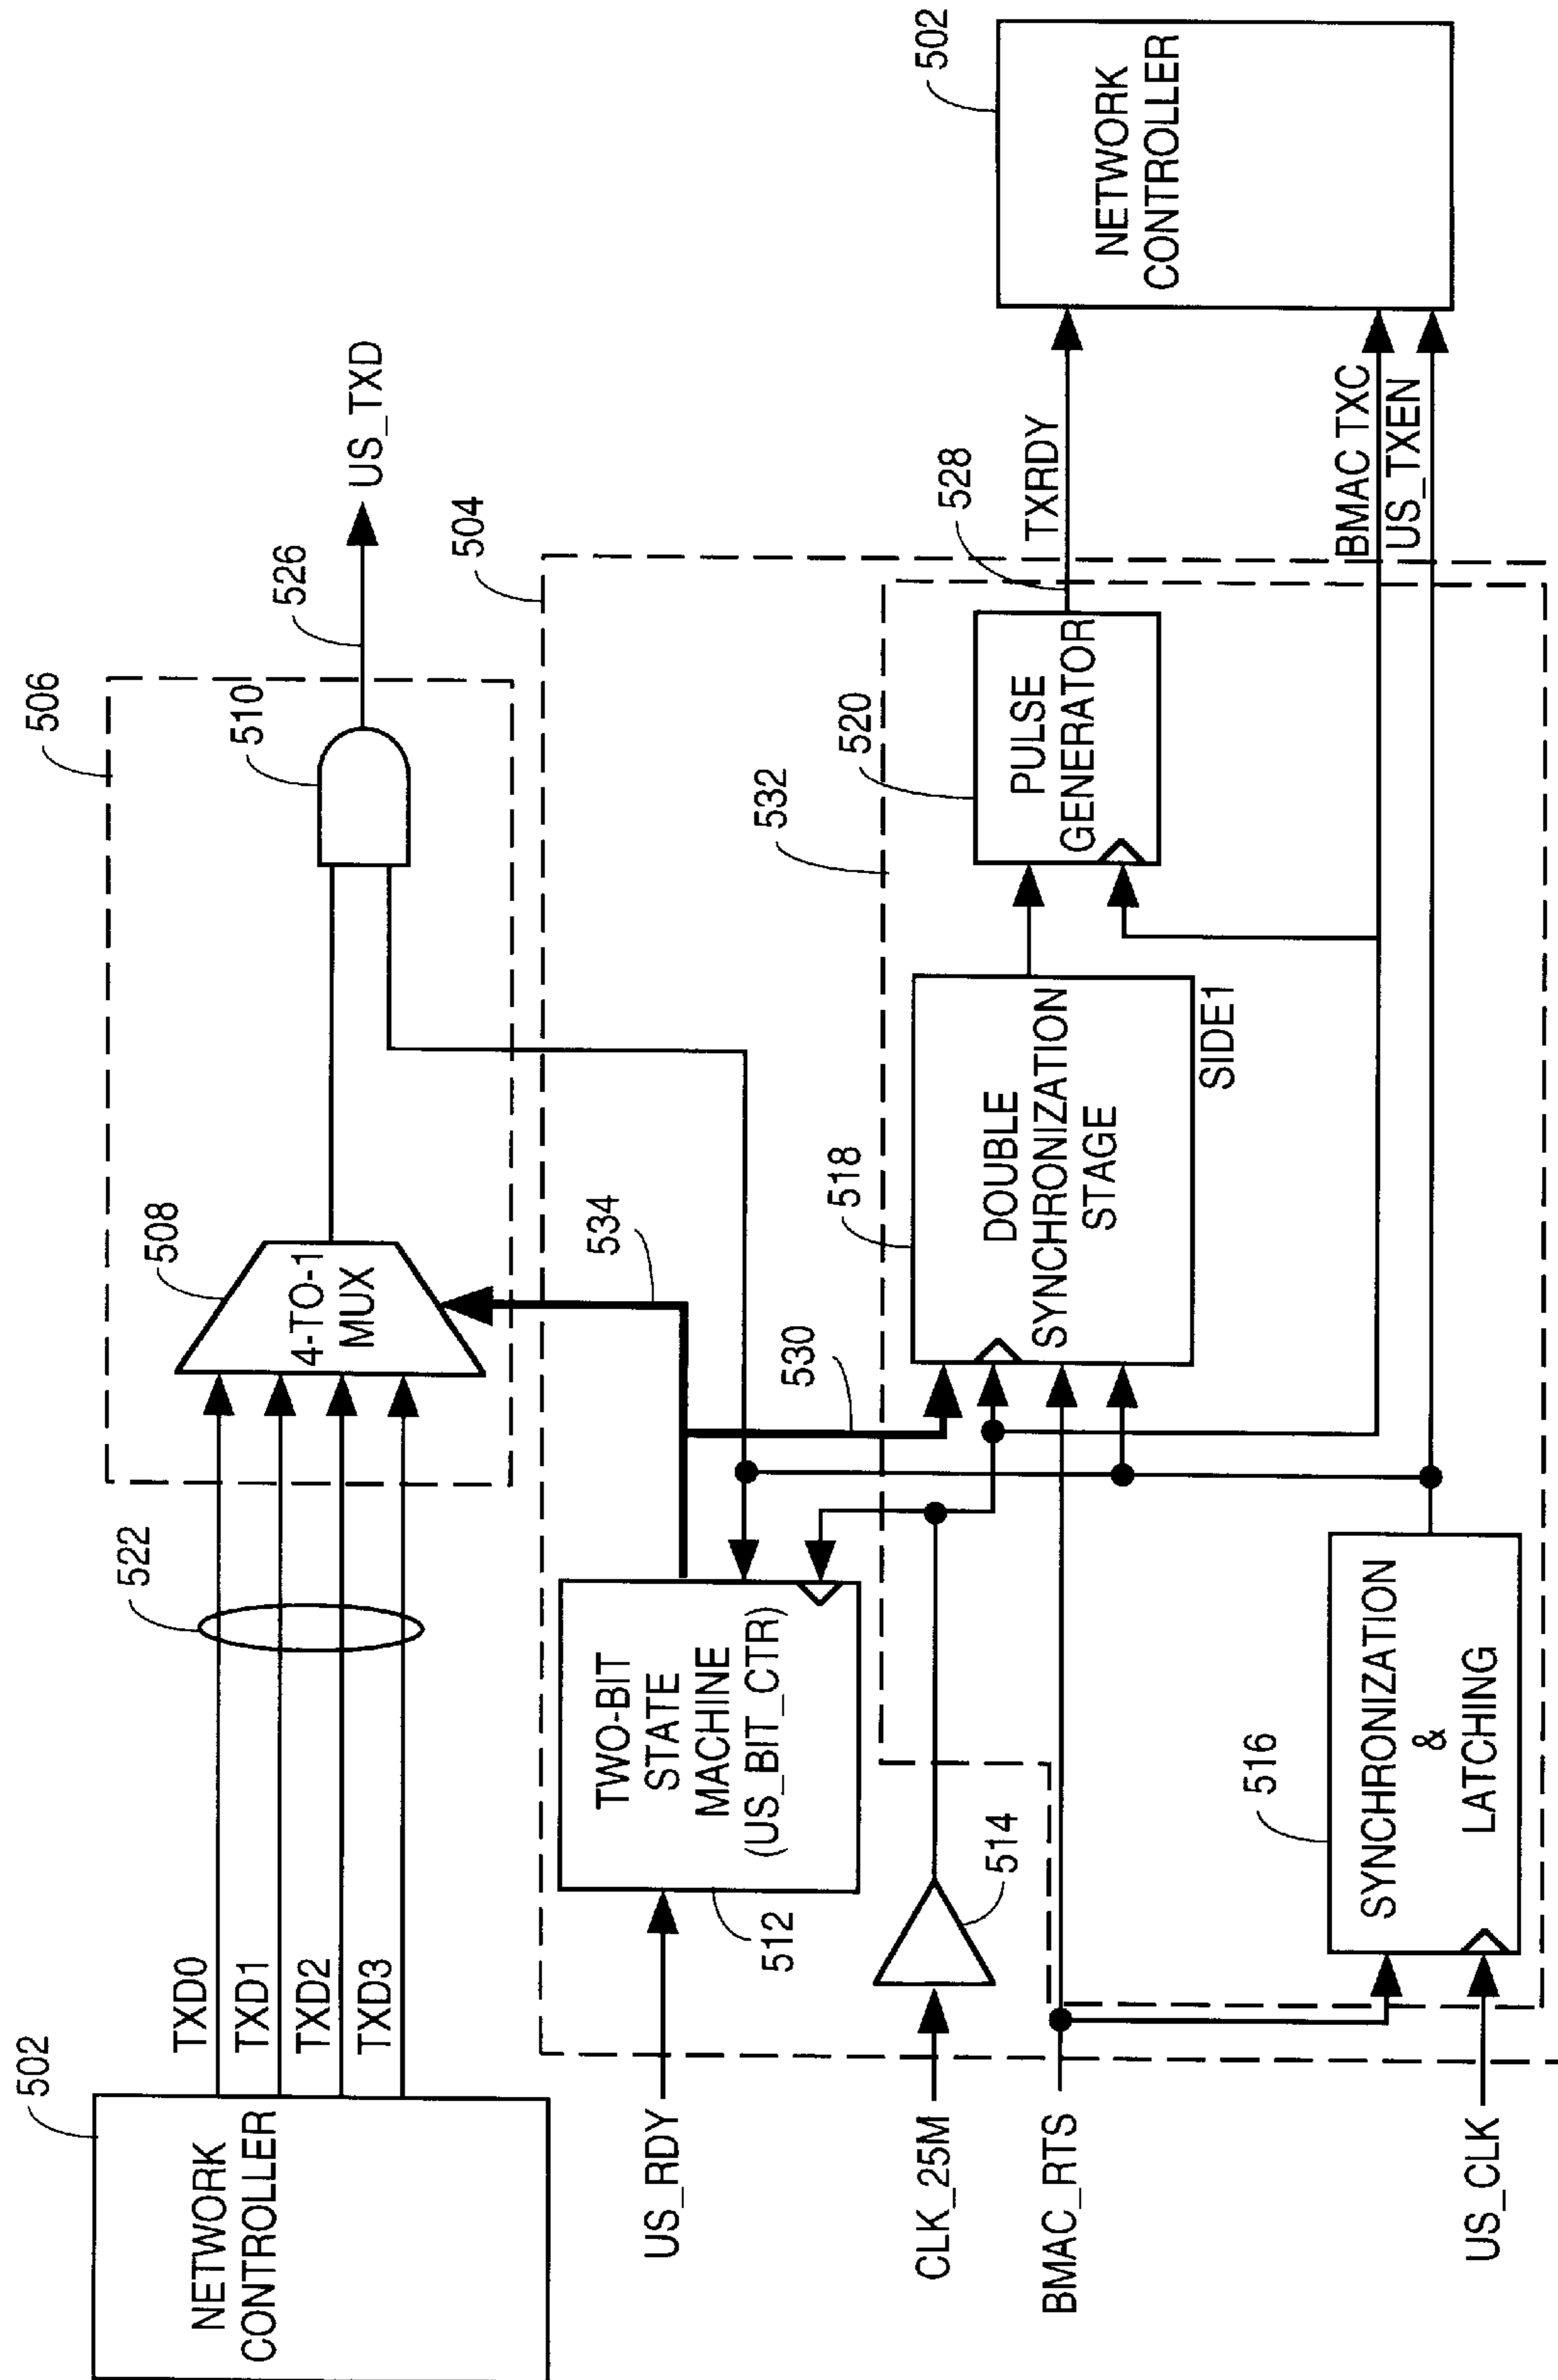 502
NETWORK
CONTROLLER
TXD0
TXD1
TXD2
TXD3
522
508
4-TO-1
MUX
506
510
526
US_TXD
504
534
530
US_RDY
TWO-BIT
STATE
MACHINE
(US_BIT_CTR)
512
CLK_25M
514
BMAC_RTS
US_CLK
516
SYNCHRONIZATION
&
LATCHING
518
DOUBLE
SYNCHRONIZATION
STAGE
SIDE1
532
520
PULSE
GENERATOR
528
TXRDY
BMAC TXC
US_TXEN
502
NETWORK
CONTROLLER